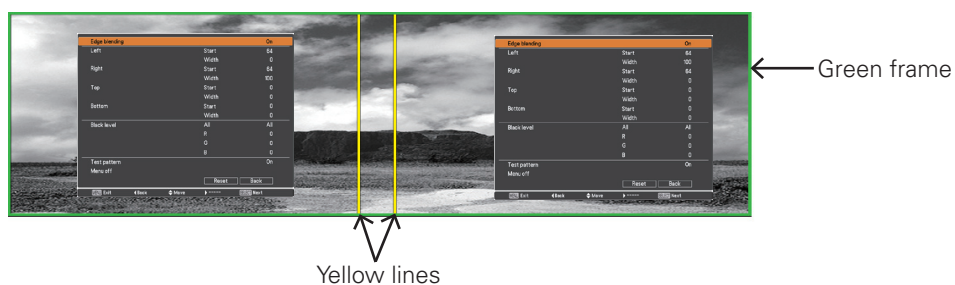 Edge blending On
Left Start 64
Width 0
Right Start 64
Width 100
Top Start 0
Width 0
Bottom Start 0
Width 0
Black level All All
R 0
G 0
B 0
Test pattern On
Menu off
Reset Back
Exit Back Move Next
Edge blending On
Left Start 64
Width 100
Right Start 64
Width 0
Top Start 0
Width 0
Bottom Start 0
Width 0
Black level All All
R 0
G 0
B 0
Test pattern On
Menu off
Reset Back
Exit Back Move Next
Green frame
Yellow lines